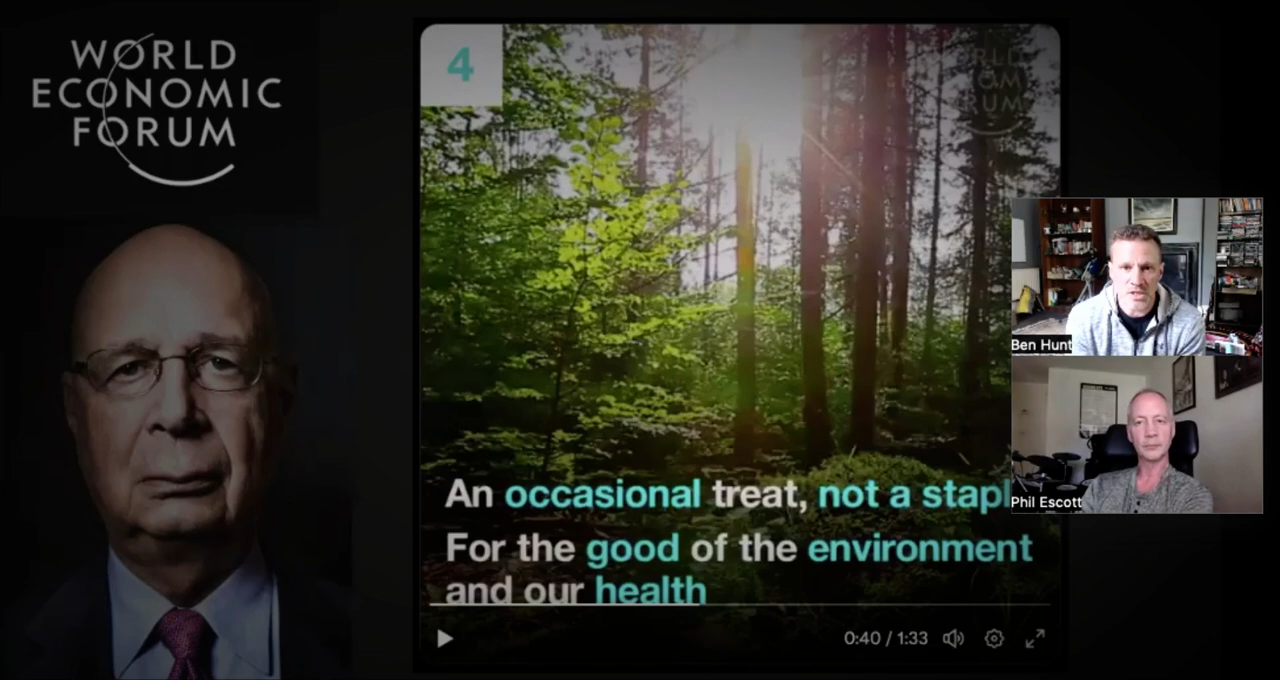 WORLD
ECONOMIC
FORUM
4
An occasional treat, not a stapl
For the good of the environment
and our health
0:40 / 1:33
Ben Hunt
Phil Escott